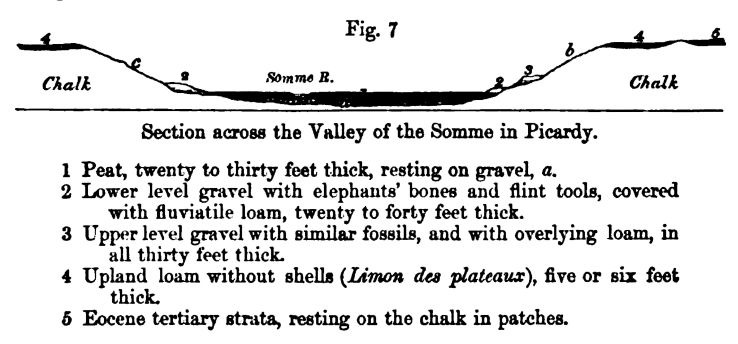 Fig. 7
4 4 5
c 2 Somme R. 2 3 b
Chalk Chalk
Section across the Valley of the Somme in Picardy.
1 Peat, twenty to thirty feet thick, resting on gravel, a.
2 Lower level gravel with elephants' bones and flint tools, covered
with fluviatile loam, twenty to forty feet thick.
3 Upper level gravel with similar fossils, and with overlying loam, in
all thirty feet thick.
4 Upland loam without shells (Limon des plateaux), five or six feet
thick.
5 Eocene tertiary strata, resting on the chalk in patches.